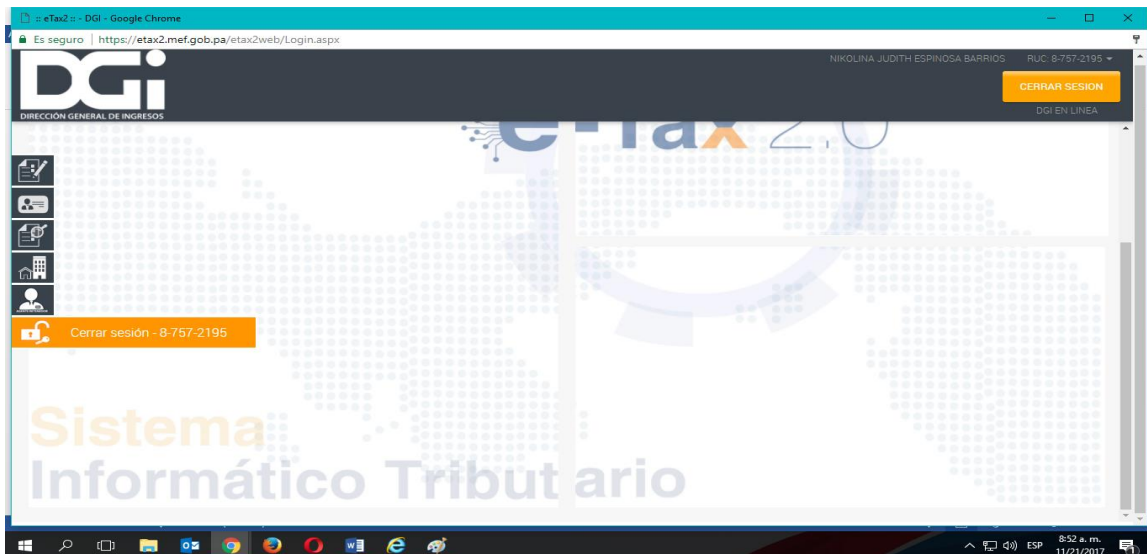 :: eTax2 :: - DGI - Google Chrome
Es seguro | https://etax2.mef.gob.pa/etax2web/Login.aspx
DGi
DIRECCIÓN GENERAL DE INGRESOS
NIKOLINA JUDITH ESPINOSA BARRIOS RUC: 8-757-2195
CERRAR SESION
DGI EN LINEA
e-Tax 2.0
Cerrar sesión - 8-757-2195
Sistema
Informático Tributario
ESP
8:52 a. m.
11/21/2017